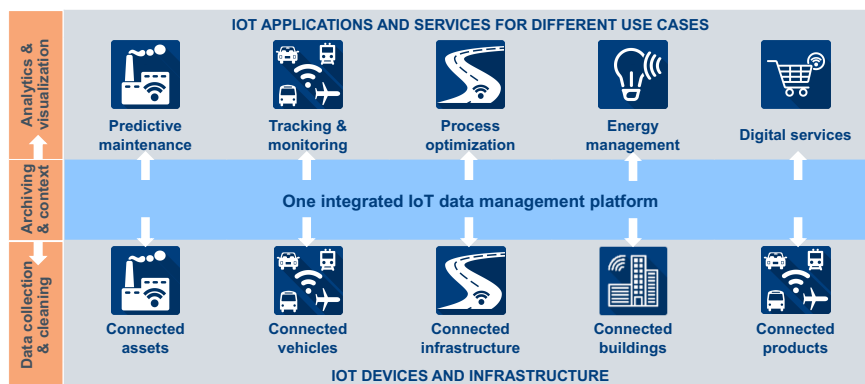 IOT APPLICATIONS AND SERVICES FOR DIFFERENT USE CASES
Analytics &
visualization
Predictive
maintenance
Tracking &
monitoring
Process
optimization
Energy
management
Digital services
Archiving
& context
One integrated IoT data management platform
Data collection
& cleaning
Connected
assets
Connected
vehicles
Connected
infrastructure
Connected
buildings
Connected
products
IOT DEVICES AND INFRASTRUCTURE